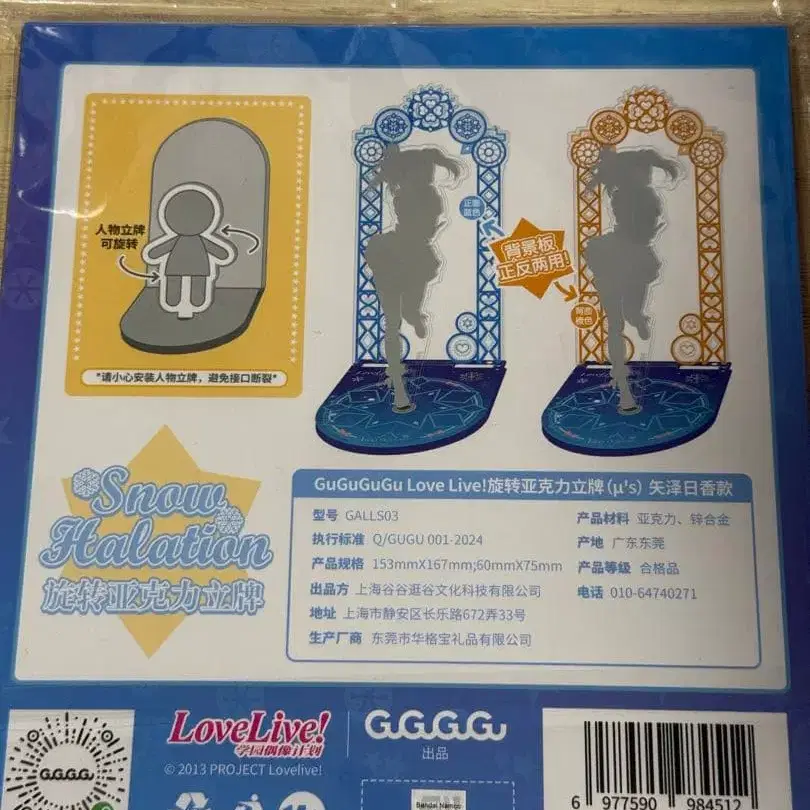 人物立牌
可旋转
*请小心安装人物立牌，避免接口断裂*
正面
蓝色
背景板
正反两用!
背面
橙色
Snow
Halation
旋转亚克力立牌
GuGuGuGu Love Live!旋转亚克力立牌(μ's) 矢泽日香款
型号 GALLS03
产品材料 亚克力、锌合金
执行标准 Q/GUGU 001-2024
产地 广东东莞
产品规格 153mmX167mm;60mmX75mm
产品等级 合格品
出品方 上海谷谷逛谷文化科技有限公司
电话 010-64740271
地址 上海市静安区长乐路672弄33号
生产厂商 东莞市华格宝礼品有限公司
G.G.G.G.
LoveLive!
学园偶像计划
© 2013 PROJECT Lovelive!
G.G.G.G.
出品
Bandai Namco
6 977590 984512